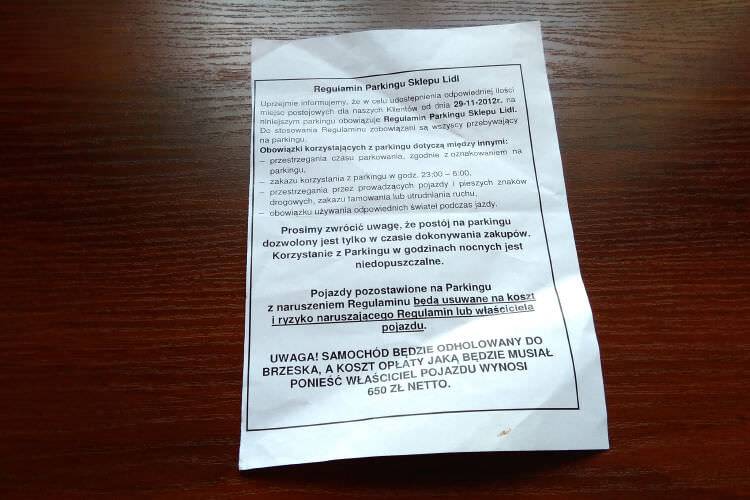 Regulamin Parkingu Sklepu Lidl
Uprzejmie informujemy, że w celu udostępnienia odpowiedniej ilości
miejsc postojowych dla naszych Klientów od dnia 29-11-2012r. na
niniejszym parkingu obowiązuje Regulamin Parkingu Sklepu Lidl.
Do stosowania Regulaminu zobowiązani są wszyscy przebywający
na parkingu.
Obowiązki korzystających z parkingu dotyczą między innymi:
– przestrzegania czasu parkowania, zgodnie z oznakowaniem na
parkingu,
– zakazu korzystania z parkingu w godz. 23:00 – 6:00,
– przestrzegania przez prowadzących pojazdy i pieszych znaków
drogowych, zakazu tamowania lub utrudniania ruchu,
– obowiązku używania odpowiednich świateł podczas jazdy.
Prosimy zwrócić uwagę, że postój na parkingu
dozwolony jest tylko w czasie dokonywania zakupów.
Korzystanie z Parkingu w godzinach nocnych jest
niedopuszczalne.
Pojazdy pozostawione na Parkingu
z naruszeniem Regulaminu będą usuwane na koszt
i ryzyko naruszającego Regulamin lub właściciela
pojazdu.
UWAGA! SAMOCHÓD BĘDZIE ODHOLOWANY DO
BRZESKA, A KOSZT OPŁATY JAKĄ BĘDZIE MUSIAŁ
PONIEŚĆ WŁAŚCICIEL POJAZDU WYNOSI
650 ZŁ NETTO.